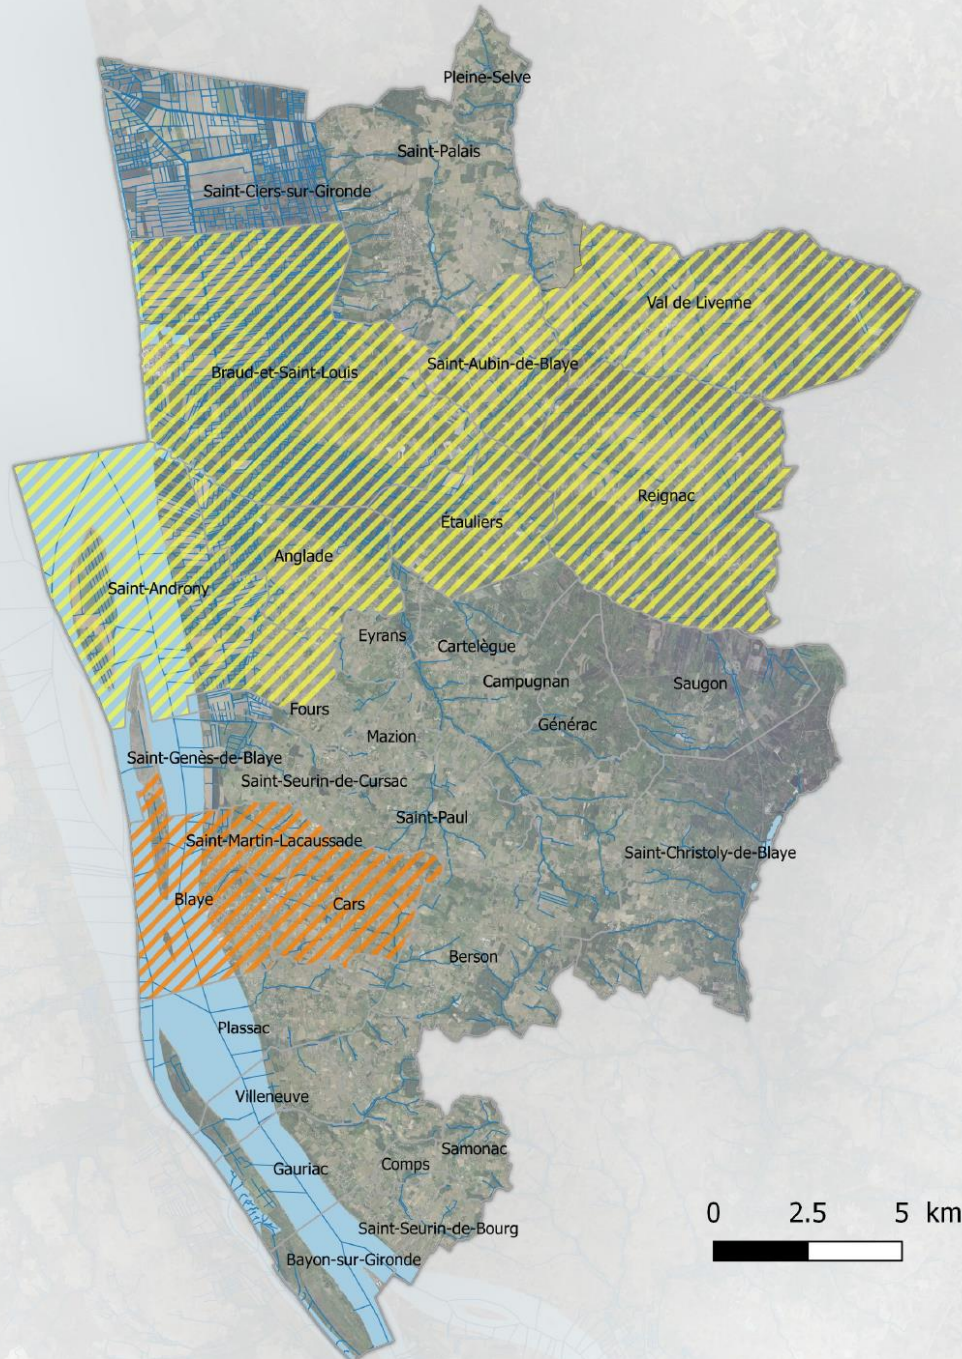 Pleine-Selve
Saint-Palais
Saint-Ciers-sur-Gironde
Val de Livenne
Saint-Aubin-de-Blaye
Braud-et-Saint-Louis
Reignac
Étauliers
Anglade
Saint-Androny
Eyrans
Cartelègue
Campugnan
Saugon
Fours
Générac
Mazion
Saint-Genès-de-Blaye
Saint-Seurin-de-Cursac
Saint-Paul
Saint-Martin-Lacaussade
Saint-Christoly-de-Blaye
Blaye
Cars
Berson
Plassac
Villeneuve
Samonac
Comps
Gauriac
Saint-Seurin-de-Bourg
Bayon-sur-Gironde
0 2.5 5 km